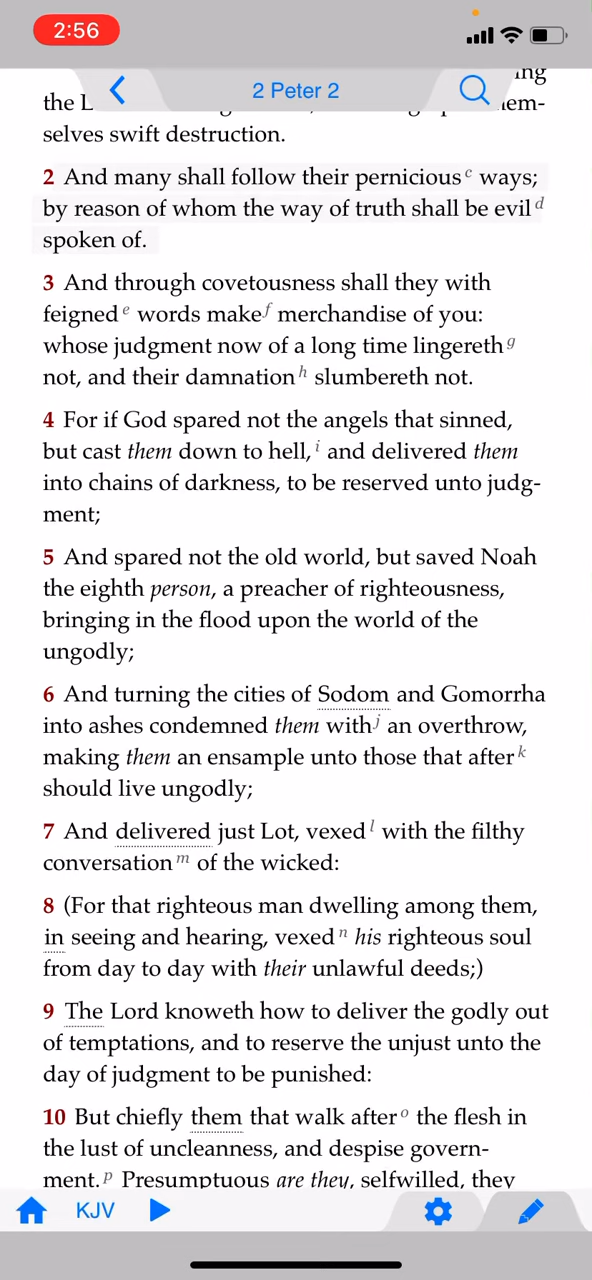 2:56
2 Peter 2
ing
the L
em-
selves swift destruction.
2 And many shall follow their pernicious c ways;
by reason of whom the way of truth shall be evil d
spoken of.
3 And through covetousness shall they with
feigned e words make f merchandise of you:
whose judgment now of a long time lingereth g
not, and their damnation h slumbereth not.
4 For if God spared not the angels that sinned,
but cast them down to hell, i and delivered them
into chains of darkness, to be reserved unto judg-
ment;
5 And spared not the old world, but saved Noah
the eighth person, a preacher of righteousness,
bringing in the flood upon the world of the
ungodly;
6 And turning the cities of Sodom and Gomorrha
into ashes condemned them with j an overthrow,
making them an ensample unto those that after k
should live ungodly;
7 And delivered just Lot, vexed l with the filthy
conversation m of the wicked:
8 (For that righteous man dwelling among them,
in seeing and hearing, vexed n his righteous soul
from day to day with their unlawful deeds;)
9 The Lord knoweth how to deliver the godly out
of temptations, and to reserve the unjust unto the
day of judgment to be punished:
10 But chiefly them that walk after o the flesh in
the lust of uncleanness, and despise govern-
ment. p Presumptuous are they, selfwilled, they
KJV